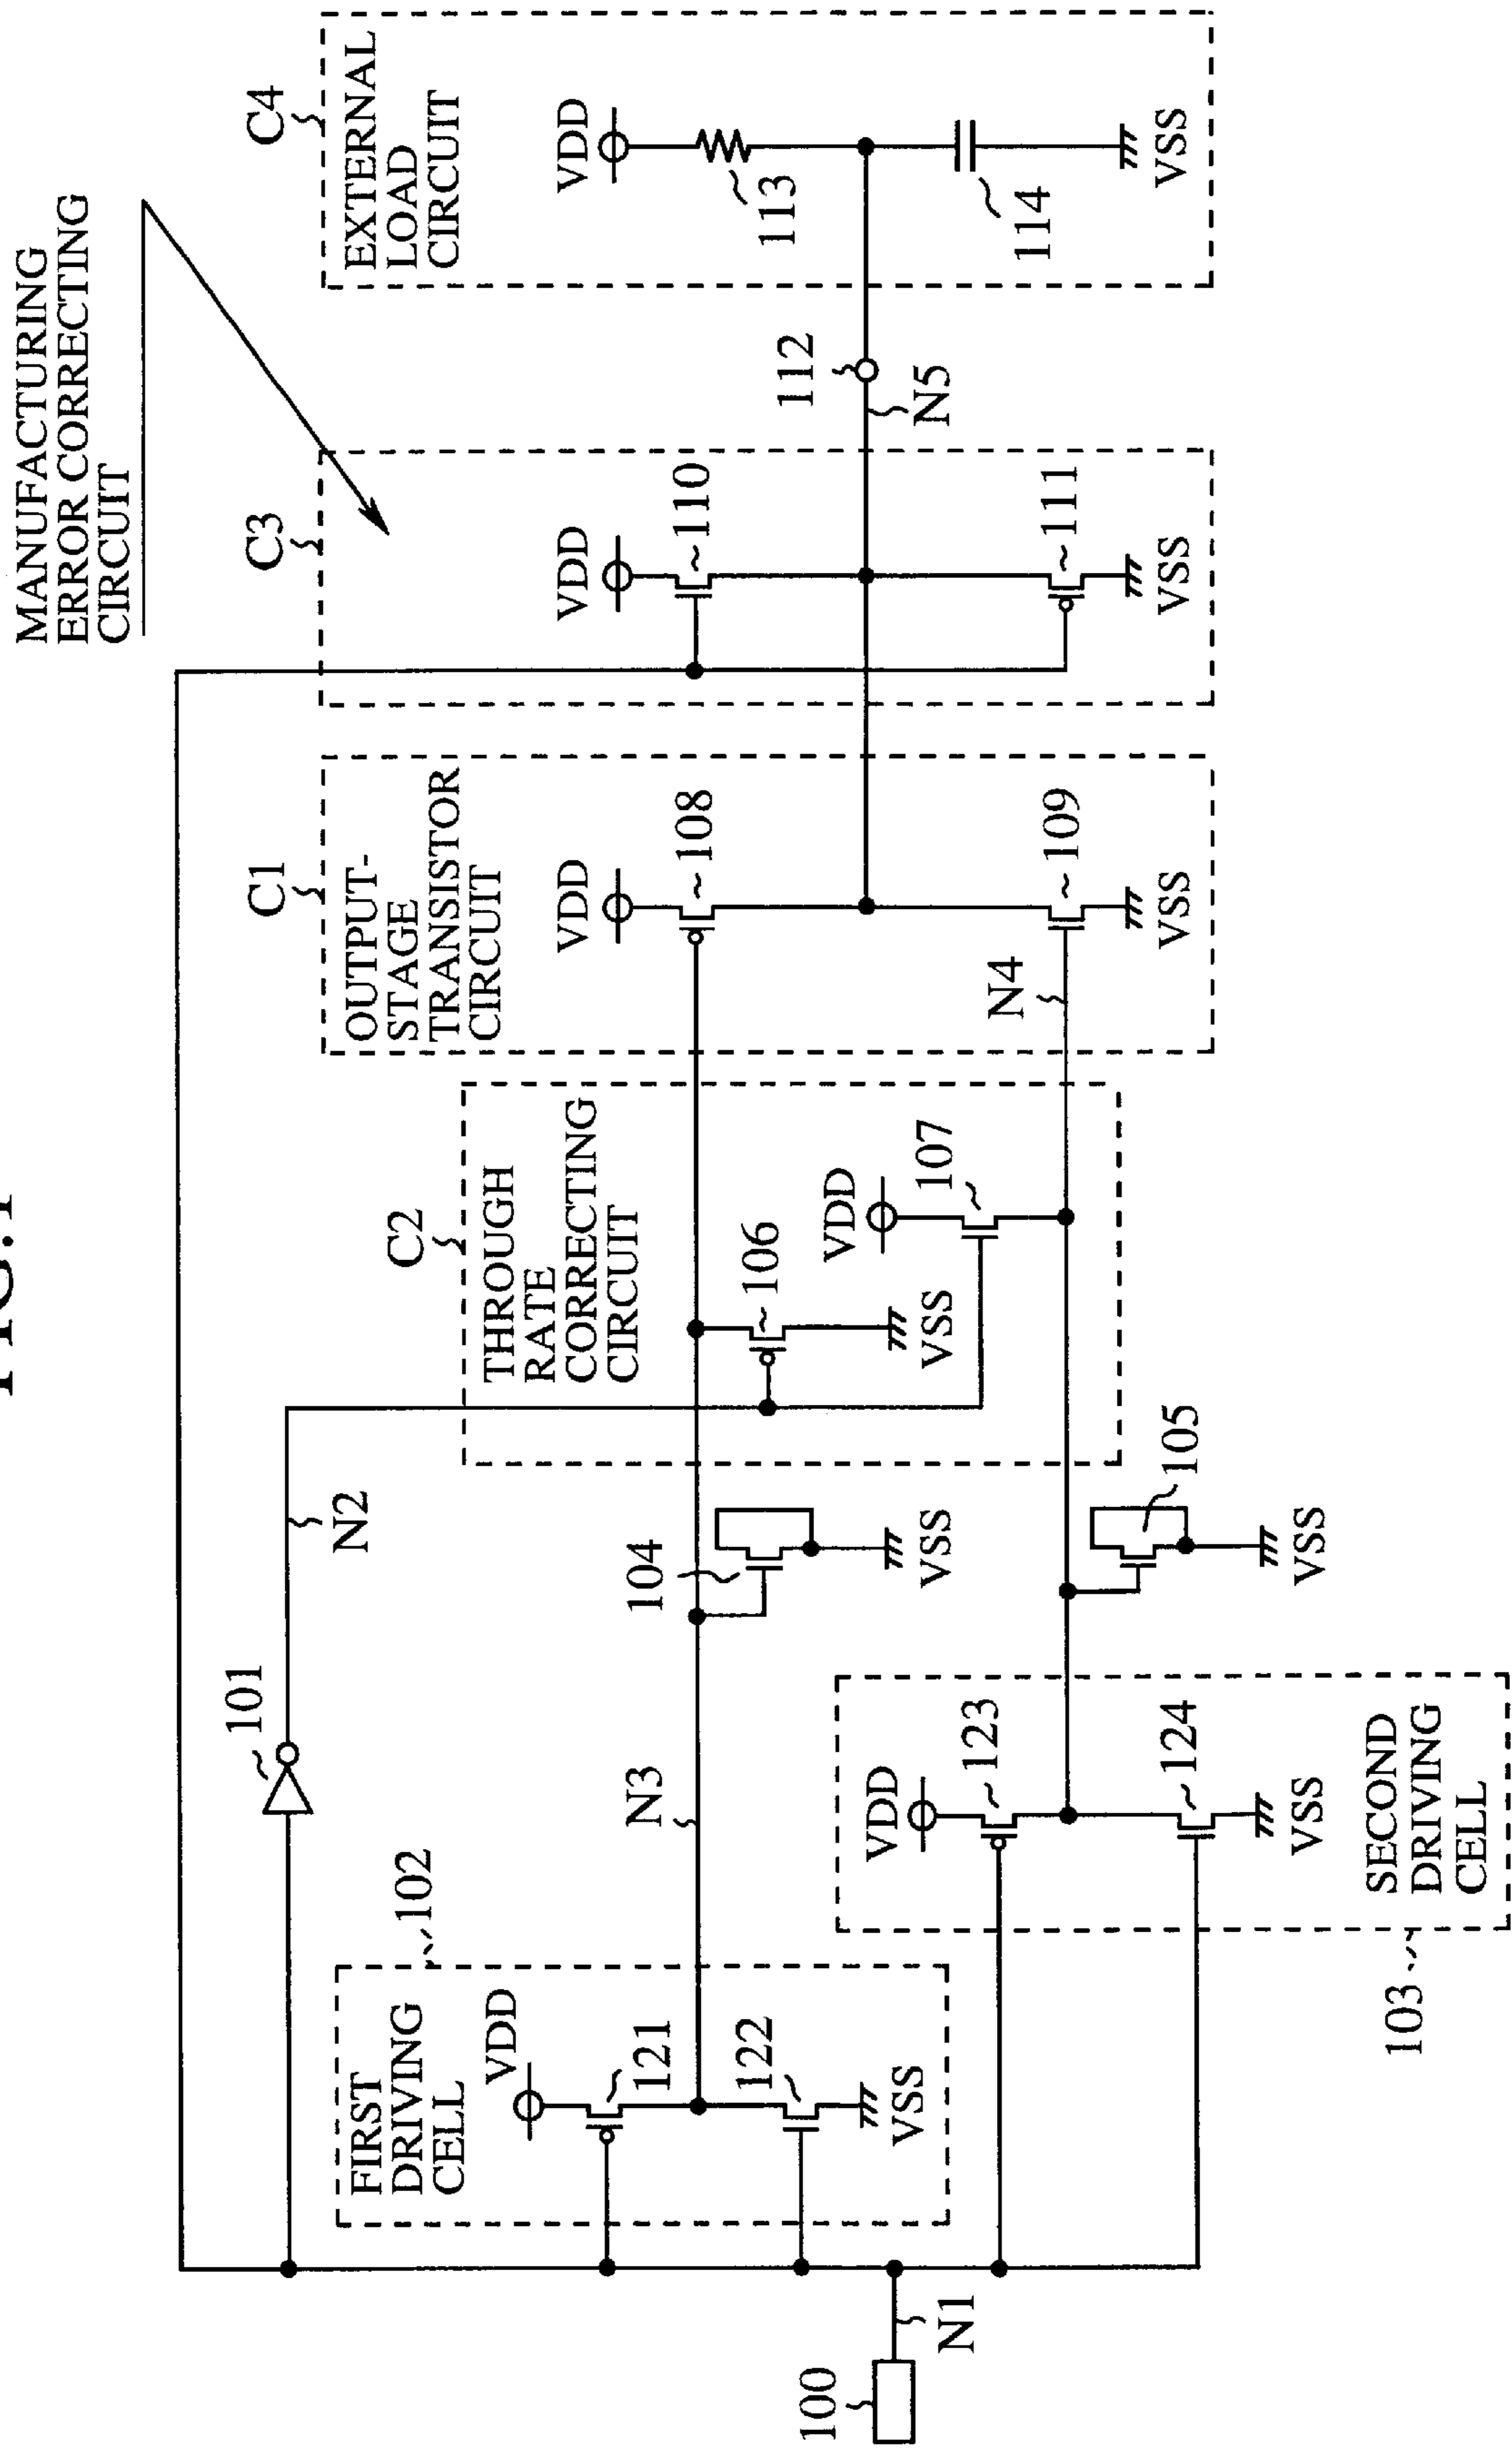 FIG.1
MANUFACTURING
ERROR CORRECTING
CIRCUIT
C4
EXTERNAL
LOAD
CIRCUIT
VDD
113
114
VSS
112
N5
C3
VDD
110
111
VSS
C1
OUTPUT-
STAGE
TRANSISTOR
CIRCUIT
VDD
108
109
VSS
N4
C2
THROUGH
RATE
CORRECTING
CIRCUIT
106
VSS
VDD
107
N2
104
VSS
105
VSS
101
N3
102
FIRST
DRIVING
CELL
VDD
121
122
VSS
VDD
123
124
VSS
SECOND
DRIVING
CELL
103
100
N1